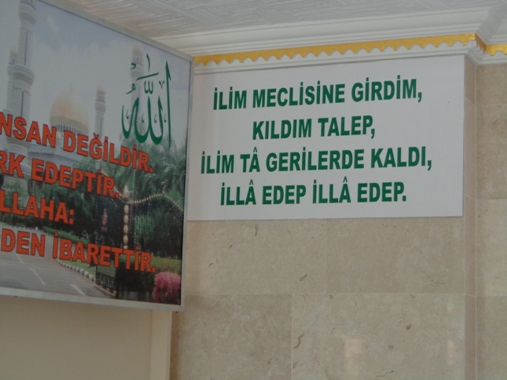 الله
NSAN DEĞİLDİR.
RK EDEPTİR.
LLAHA:
DEN İBARETTİR.
İLİM MECLİSİNE GİRDİM,
KILDIM TALEP,
İLİM TÂ GERİLERDE KALDI,
İLLÂ EDEP İLLÂ EDEP.